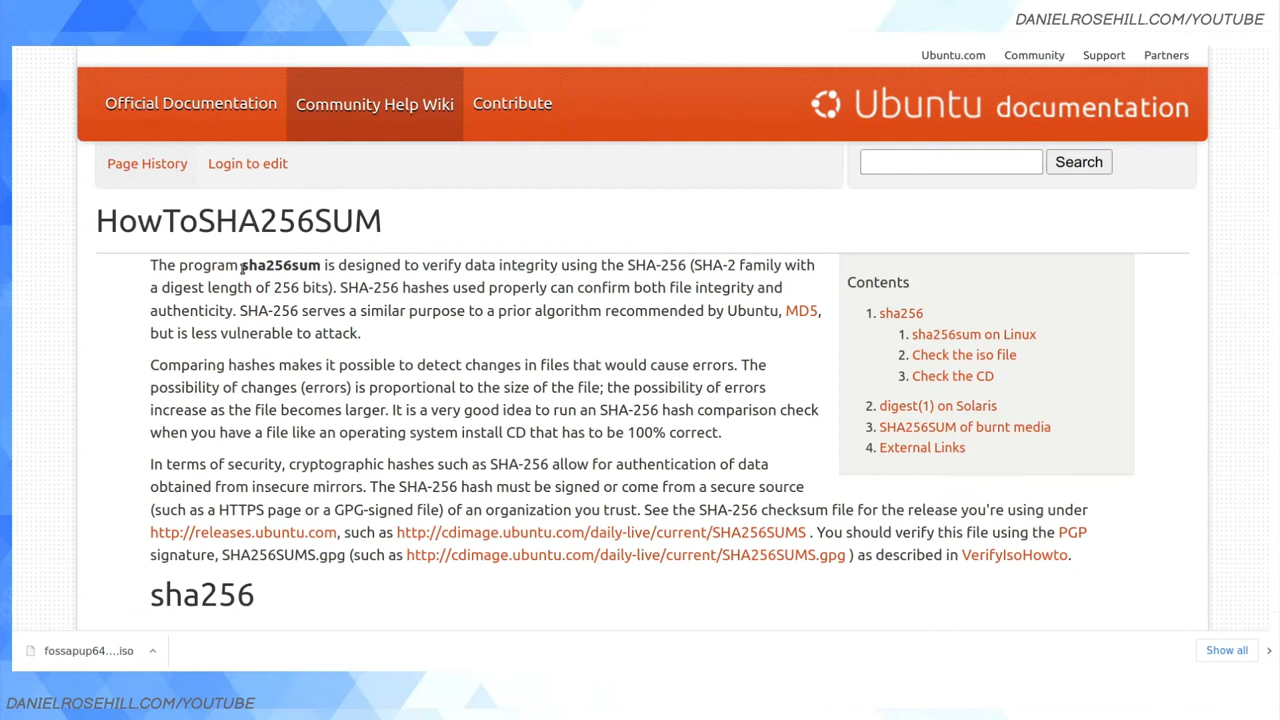 DANIELROSEHILL.COM/YOUTUBE
Ubuntu.com Community Support Partners
Official Documentation Community Help Wiki Contribute
Ubuntu documentation
Page History Login to edit
Search
HowToSHA256SUM
The program sha256sum is designed to verify data integrity using the SHA-256 (SHA-2 family with
a digest length of 256 bits). SHA-256 hashes used properly can confirm both file integrity and
authenticity. SHA-256 serves a similar purpose to a prior algorithm recommended by Ubuntu, MD5,
but is less vulnerable to attack.
Comparing hashes makes it possible to detect changes in files that would cause errors. The
possibility of changes (errors) is proportional to the size of the file; the possibility of errors
increase as the file becomes larger. It is a very good idea to run an SHA-256 hash comparison check
when you have a file like an operating system install CD that has to be 100% correct.
In terms of security, cryptographic hashes such as SHA-256 allow for authentication of data
obtained from insecure mirrors. The SHA-256 hash must be signed or come from a secure source
(such as a HTTPS page or a GPG-signed file) of an organization you trust. See the SHA-256 checksum file for the release you're using under
http://releases.ubuntu.com, such as http://cdimage.ubuntu.com/daily-live/current/SHA256SUMS . You should verify this file using the PGP
signature, SHA256SUMS.gpg (such as http://cdimage.ubuntu.com/daily-live/current/SHA256SUMS.gpg ) as described in VerifyIsoHowto.
Contents
1. sha256
1. sha256sum on Linux
2. Check the iso file
3. Check the CD
2. digest(1) on Solaris
3. SHA256SUM of burnt media
4. External Links
sha256
fossapup64....iso
Show all
DANIELROSEHILL.COM/YOUTUBE